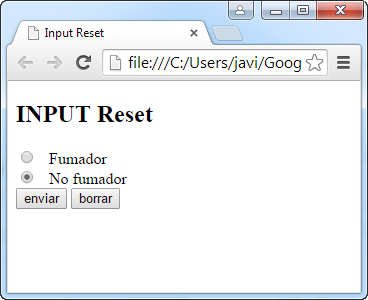 Input Reset
file:///C:/Users/javi/Goog
INPUT Reset
Fumador
No fumador
enviar borrar